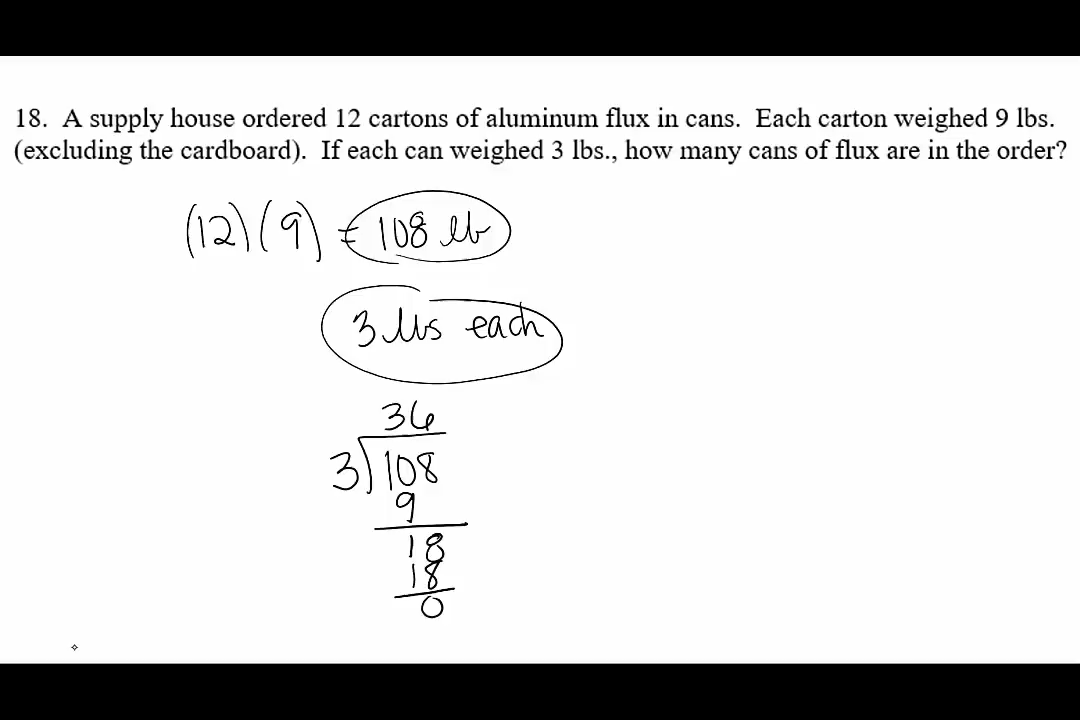 18. A supply house ordered 12 cartons of aluminum flux in cans. Each carton weighed 9 lbs.
(excluding the cardboard). If each can weighed 3 lbs., how many cans of flux are in the order?
(12)(9) = 108 lb
3 lbs each
36
3)108
9
18
18
0